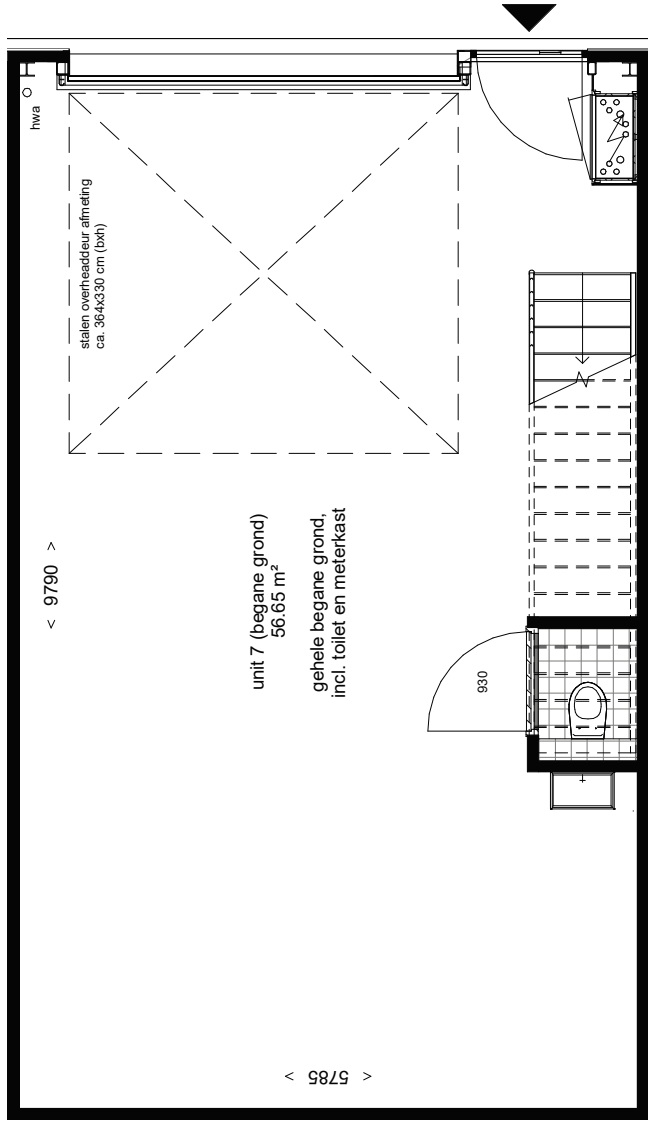 hwa
stalen overheaddeur afmeting
ca. 364x330 cm (bxh)
< 9790 >
unit 7 (begane grond)
56.65 m²
gehele begane grond,
incl. toilet en meterkast
930
< 5785 >